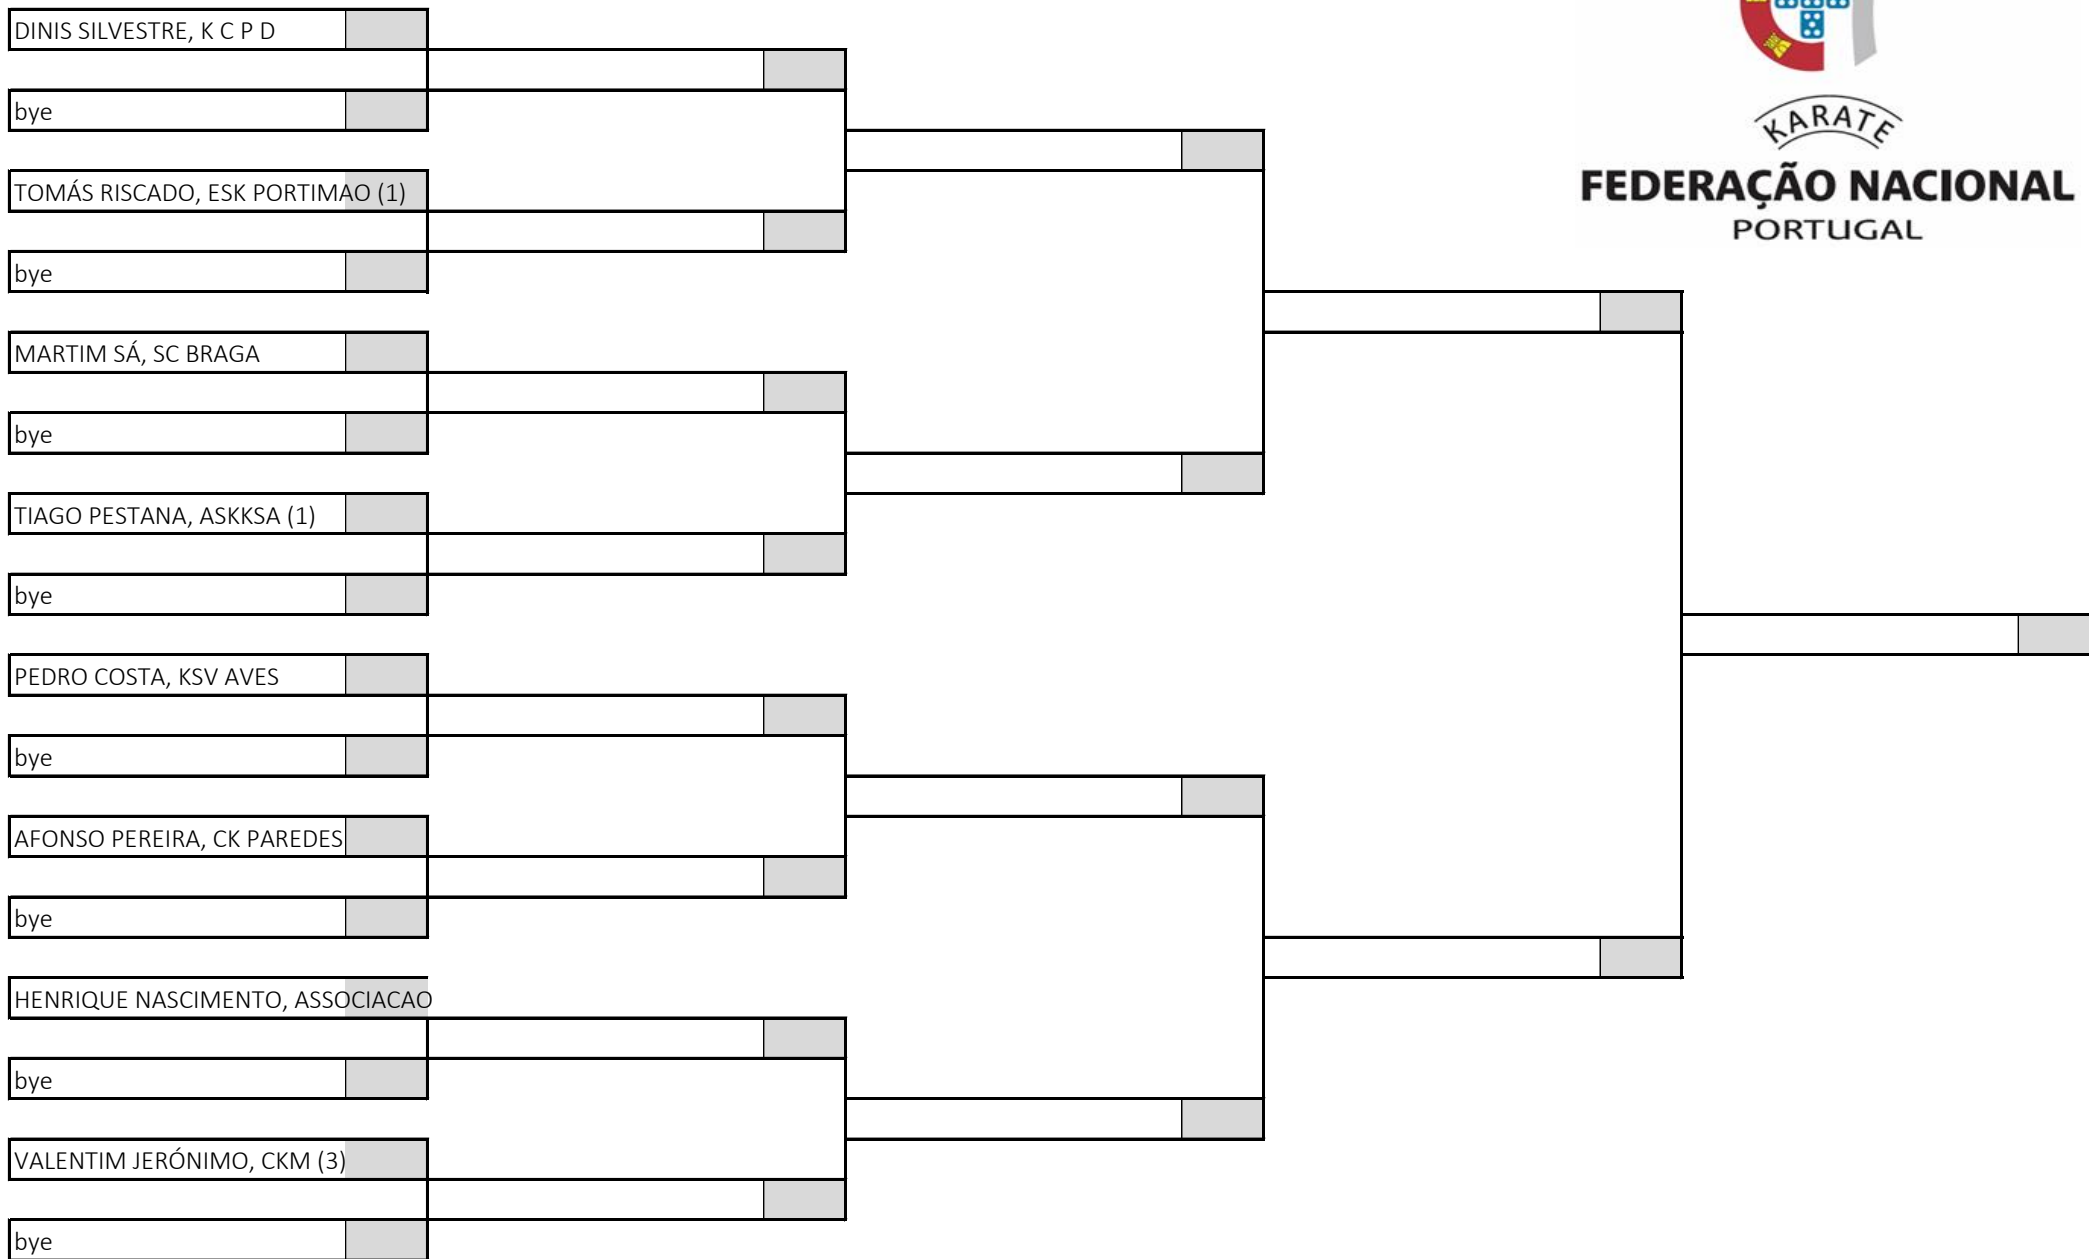 DINIS SILVESTRE, K C P D
bye
TOMÁS RISCADO, ESK PORTIMAO (1)
bye
MARTIM SÁ, SC BRAGA
bye
TIAGO PESTANA, ASKKSA (1)
bye
PEDRO COSTA, KSV AVES
bye
AFONSO PEREIRA, CK PAREDES
bye
HENRIQUE NASCIMENTO, ASSOCIACAO
bye
VALENTIM JERÓNIMO, CKM (3)
bye
KARATE
FEDERAÇÃO NACIONAL
PORTUGAL